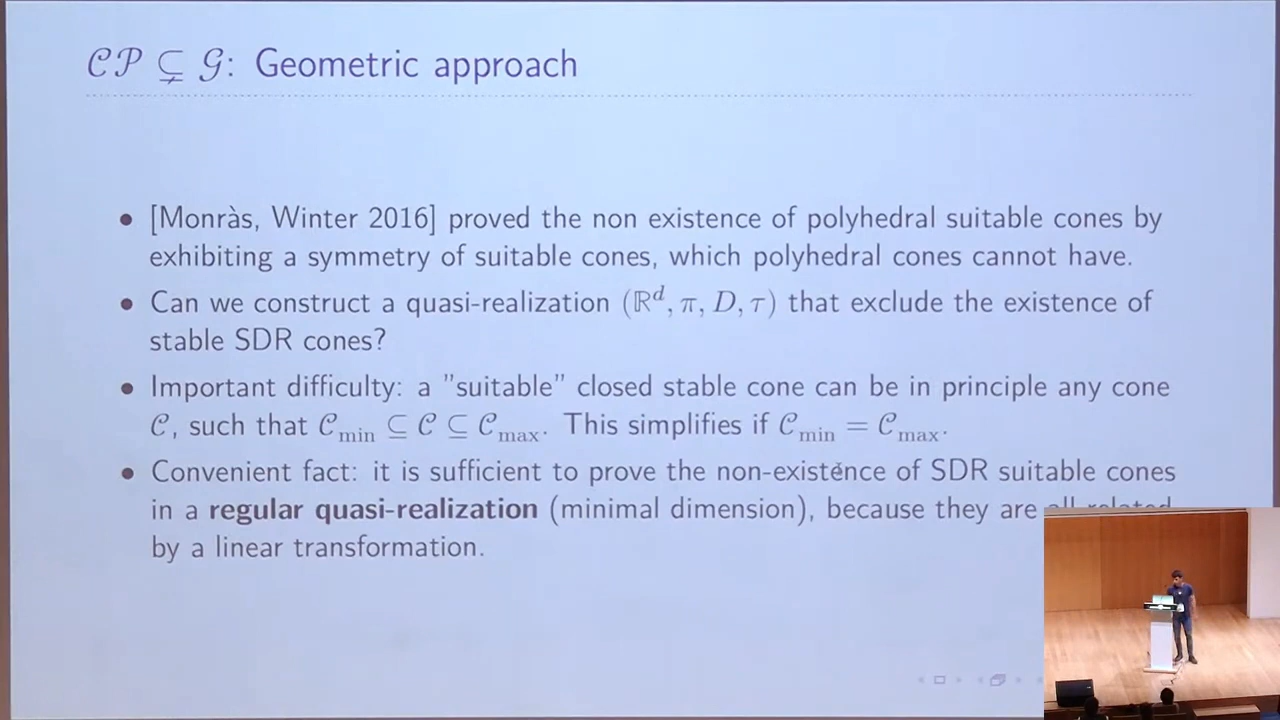 𝒞𝒫 ⊊ 𝒢: Geometric approach
• [Monràs, Winter 2016] proved the non existence of polyhedral suitable cones by
exhibiting a symmetry of suitable cones, which polyhedral cones cannot have.
• Can we construct a quasi-realization (ℝ^d, π, D, τ) that exclude the existence of
stable SDR cones?
• Important difficulty: a "suitable" closed stable cone can be in principle any cone
𝒞, such that 𝒞_min ⊆ 𝒞 ⊆ 𝒞_max. This simplifies if 𝒞_min = 𝒞_max.
• Convenient fact: it is sufficient to prove the non-existence of SDR suitable cones
in a regular quasi-realization (minimal dimension), because they are all related
by a linear transformation.